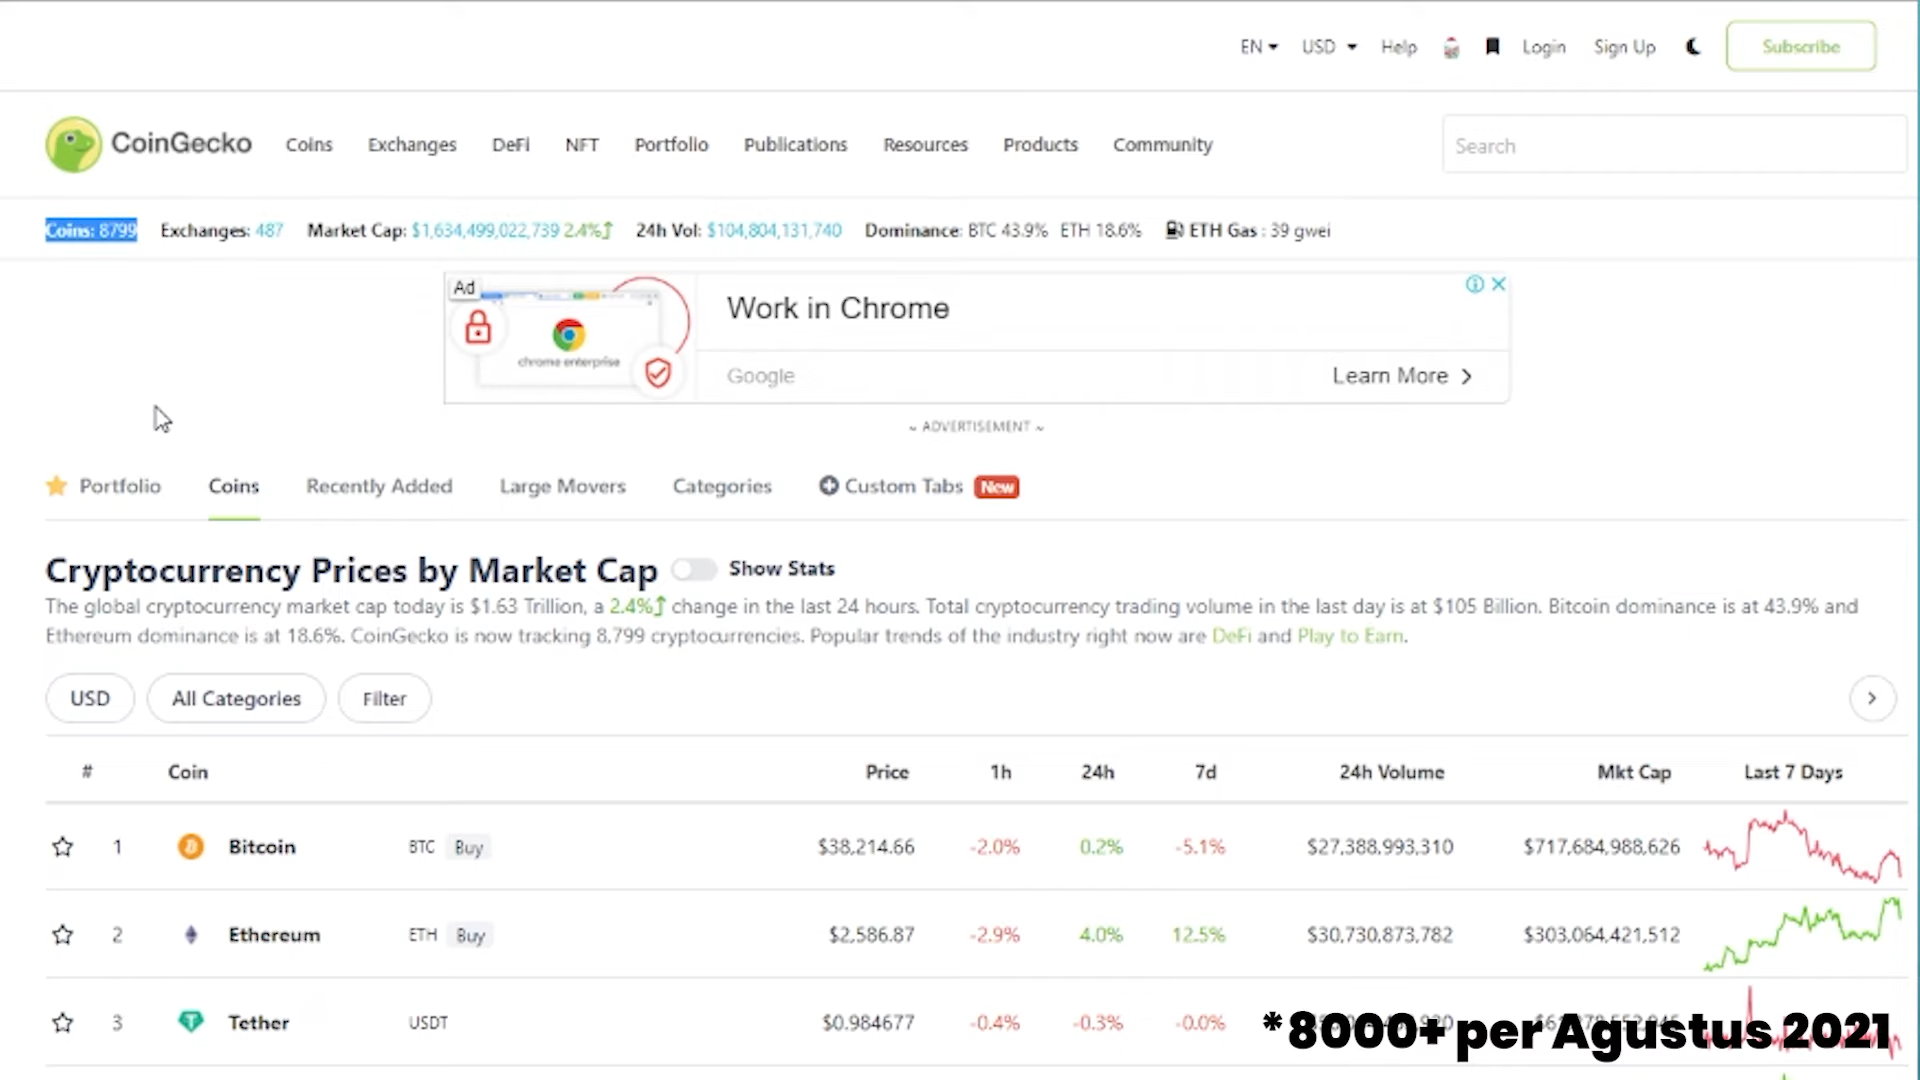 EN USD Help Login Sign Up Subscribe
CoinGecko Coins Exchanges DeFi NFT Portfolio Publications Resources Products Community Search
Coins: 8799 Exchanges: 487 Market Cap: $1,634,499,022,739 2.4% 24h Vol: $104,804,131,740 Dominance: BTC 43.9% ETH 18.6% ETH Gas : 39 gwei
Ad
Work in Chrome
chrome enterprise
Google Learn More
~ ADVERTISEMENT ~
Portfolio Coins Recently Added Large Movers Categories Custom Tabs New
Cryptocurrency Prices by Market Cap Show Stats
The global cryptocurrency market cap today is $1.63 Trillion, a 2.4% change in the last 24 hours. Total cryptocurrency trading volume in the last day is at $105 Billion. Bitcoin dominance is at 43.9% and
Ethereum dominance is at 18.6%. CoinGecko is now tracking 8,799 cryptocurrencies. Popular trends of the industry right now are DeFi and Play to Earn.
USD All Categories Filter
# Coin Price 1h 24h 7d 24h Volume Mkt Cap Last 7 Days
1 Bitcoin BTC Buy $38,214.66 -2.0% 0.2% -5.1% $27,388,993,310 $717,684,988,626
2 Ethereum ETH Buy $2,586.87 -2.9% 4.0% 12.5% $30,730,873,782 $303,064,421,512
3 Tether USDT $0.984677 -0.4% -0.3% -0.0%
*8000+ per Agustus 2021